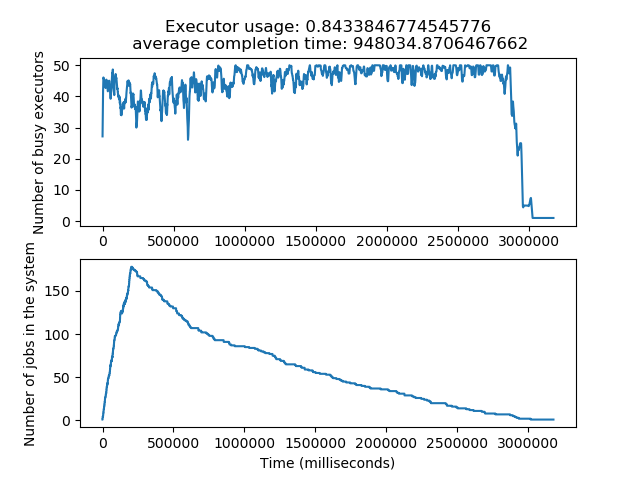 Executor usage: 0.8433846774545776
average completion time: 948034.8706467662
Number of busy executors
50
40
30
20
10
0
0 500000 1000000 1500000 2000000 2500000 3000000
Number of jobs in the system
150
100
50
0
0 500000 1000000 1500000 2000000 2500000 3000000
Time (milliseconds)